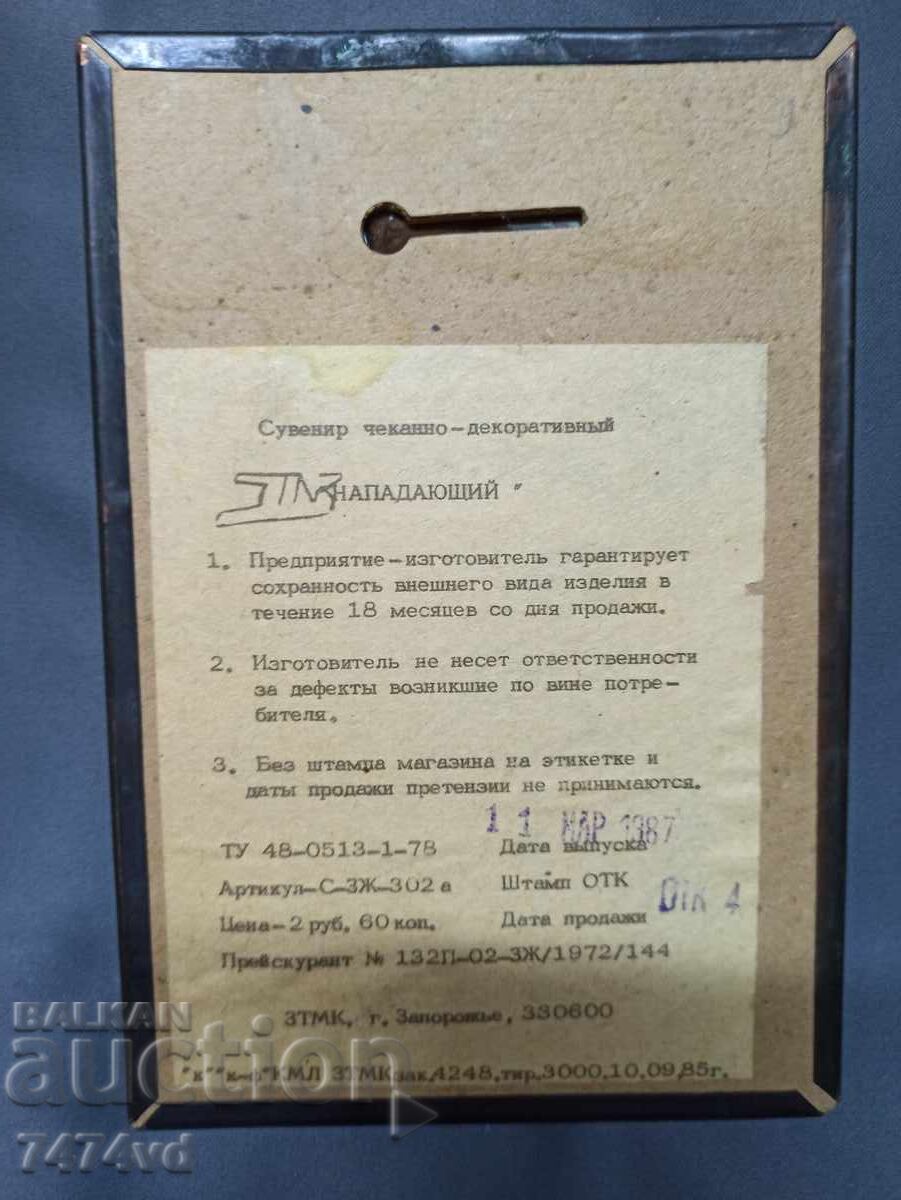 Сувенир чеканно-декоративный
ЗТМК "НАПАДАЮЩИЙ"
1. Предприятие-изготовитель гарантирует
сохранность внешнего вида изделия в
течение 18 месяцев со дня продажи.
2. Изготовитель не несет ответственности
за дефекты возникшие по вине потре-
бителя.
3. Без штампа магазина на этикетке и
даты продажи претензии не принимаются.
11 МАР 1987
ТУ 48-0513-1-78 Дата выпуска
Артикул-С-ЗЖ-302а Штамп ОТК
ОТК 4
Цена-2 руб. 60 коп. Дата продажи
Прейскурант № 132П-02-ЗЖ/1972/144
ЗТМК, г. Запорожье, 330600
КМЛ ЗТМК зак.4248, тир.3000, 10.09.85г.
BALKAN
auction
7474vd